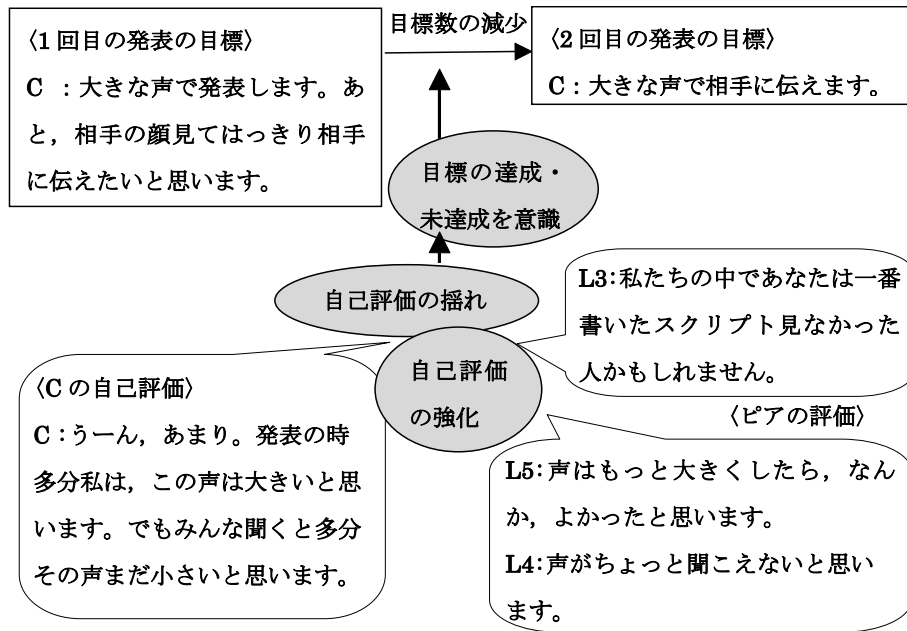 〈1 回目の発表の目標〉
C ：大きな声で発表します。あ
と，相手の顔見てはっきり相手
に伝えたいと思います。
目標数の減少
〈2 回目の発表の目標〉
C：大きな声で相手に伝えます。
目標の達成・
未達成を意識
自己評価の揺れ
自己評価
の強化
L3：私たちの中であなたは一番
書いたスクリプト見なかった
人かもしれません。
〈C の自己評価〉
C：うーん，あまり。発表の時
多分私は，この声は大きいと思
います。でもみんな聞くと多分
その声まだ小さいと思います。
〈ピアの評価〉
L5：声はもっと大きくしたら，なん
か，よかったと思います。
L4：声がちょっと聞こえないと思い
ます。